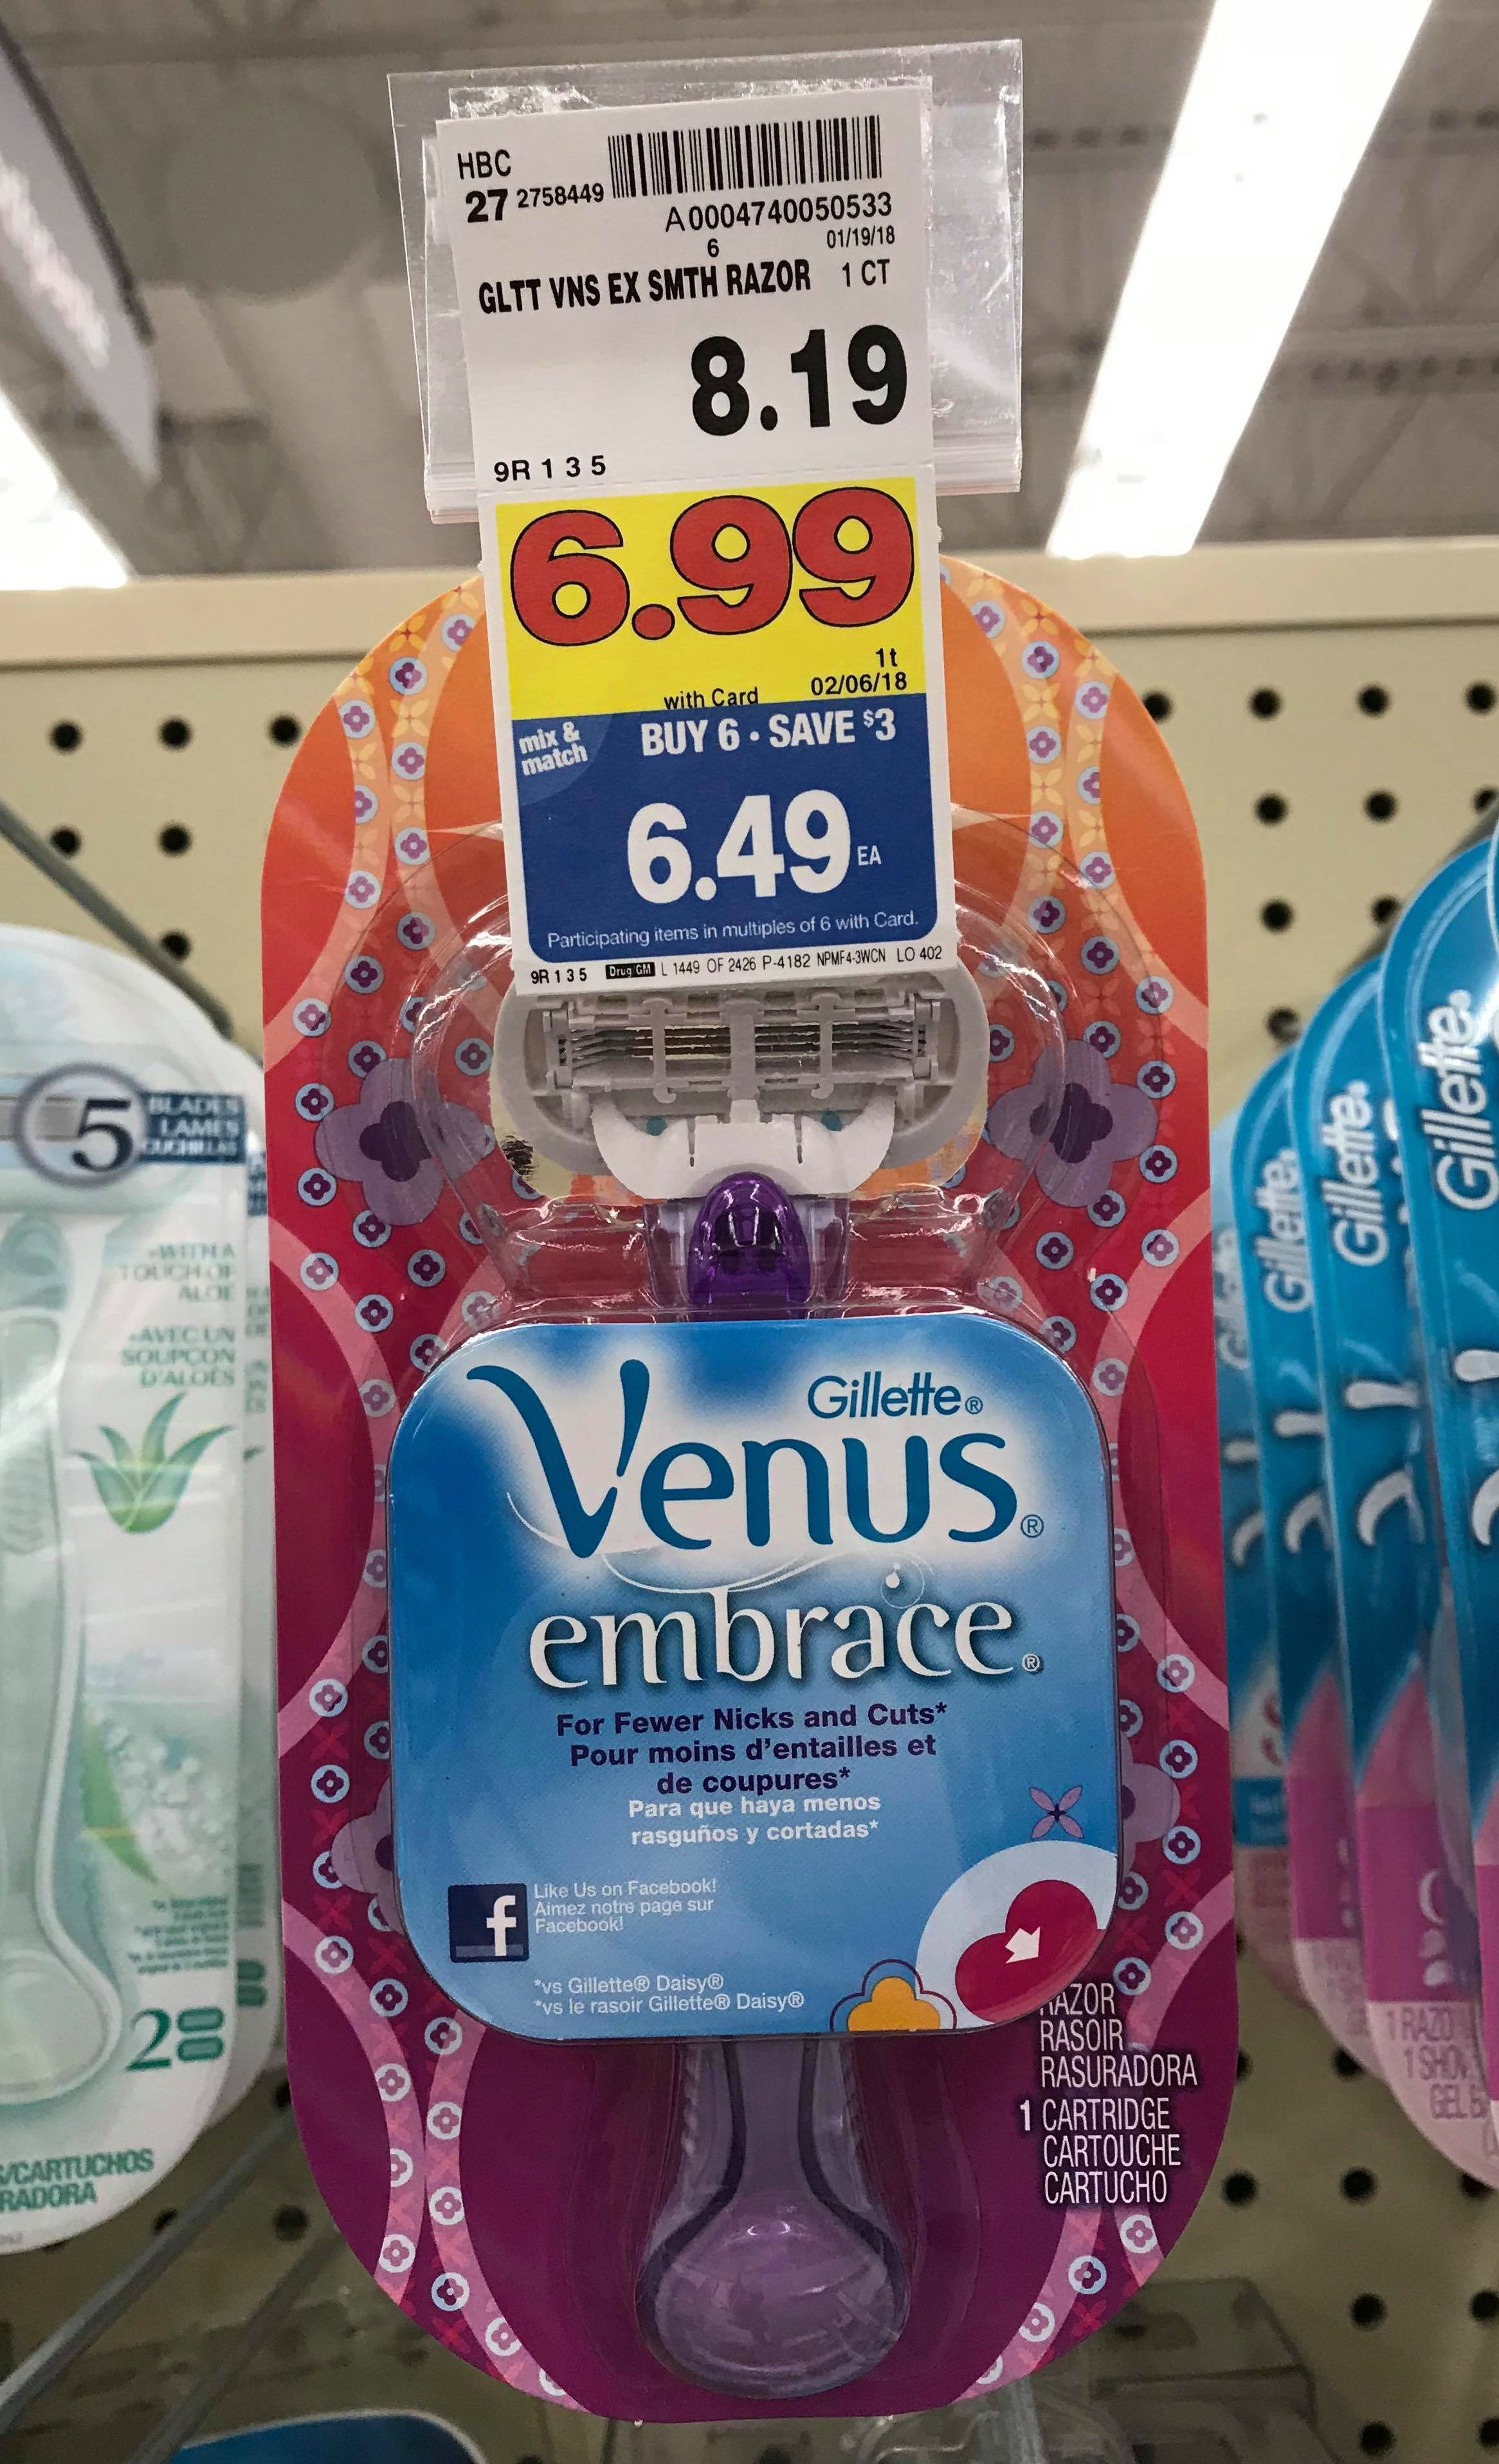 HBC
27 2758449
A0004740050533
6 01/19/18
GLTT VNS EX SMTH RAZOR 1 CT
8.19
9R 1 3 5
6.99
1t
with Card 02/06/18
mix & match
BUY 6 • SAVE $3
6.49 EA
Participating items in multiples of 6 with Card.
9R 1 3 5 Drug GM L 1449 OF 2426 P-4182 NPMF4-3WCN LO 402
Gillette®
Venus®
embrace®
For Fewer Nicks and Cuts*
Pour moins d'entailles et
de coupures*
Para que haya menos
rasguños y cortadas*
f
Like Us on Facebook!
Aimez notre page sur
Facebook!
*vs Gillette® Daisy®
*vs le rasoir Gillette® Daisy®
RAZOR
RASOIR
RASURADORA
1 CARTRIDGE
CARTOUCHE
CARTUCHO
5
BLADES
LAMES
CUCHILLAS
WITH A
TOUCH OF
ALOE
AVEC UN
SOUPCON
D'ALOES
2
/CARTUCHOS
RADORA
Gillette®
Gillette®
Gillette®
1 RAZO
1 SHOW
GEL